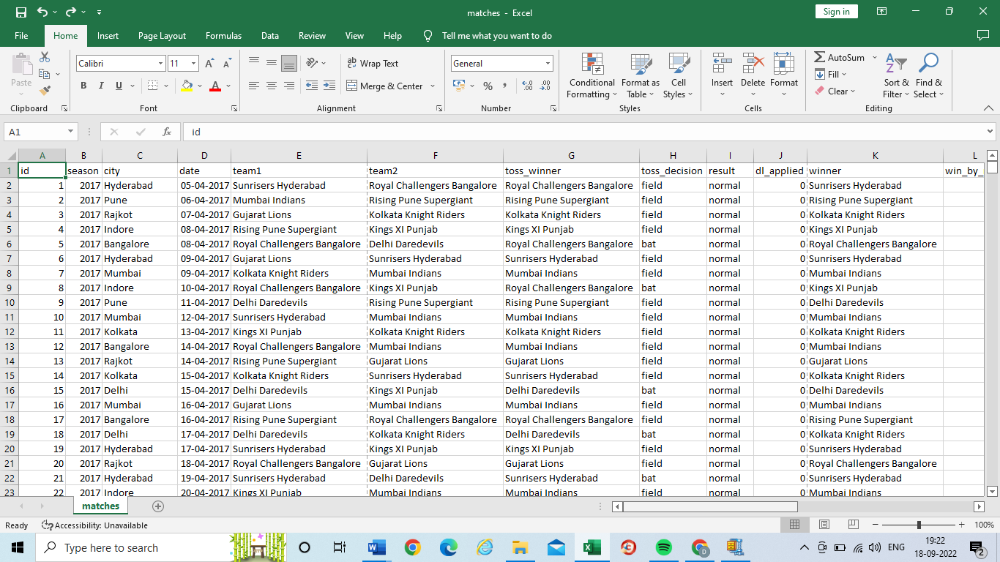 matches - Excel
Sign in
File Home Insert Page Layout Formulas Data Review View Help Tell me what you want to do
Paste
Clipboard
Calibri 11
B I U A
Font
Wrap Text
Merge & Center
Alignment
General
% ,
Number
Conditional Formatting
Format as Table
Cell Styles
Styles
Insert Delete Format
Cells
AutoSum
Fill
Clear
Sort & Filter
Find & Select
Editing
A1 fx id
A B C D E F G H I J K L
1 id season city date team1 team2 toss_winner toss_decision result dl_applied winner win_by_
2 1 2017 Hyderabad 05-04-2017 Sunrisers Hyderabad Royal Challengers Bangalore Royal Challengers Bangalore field normal 0 Sunrisers Hyderabad
3 2 2017 Pune 06-04-2017 Mumbai Indians Rising Pune Supergiant Rising Pune Supergiant field normal 0 Rising Pune Supergiant
4 3 2017 Rajkot 07-04-2017 Gujarat Lions Kolkata Knight Riders Kolkata Knight Riders field normal 0 Kolkata Knight Riders
5 4 2017 Indore 08-04-2017 Rising Pune Supergiant Kings XI Punjab Kings XI Punjab field normal 0 Kings XI Punjab
6 5 2017 Bangalore 08-04-2017 Royal Challengers Bangalore Delhi Daredevils Royal Challengers Bangalore bat normal 0 Royal Challengers Bangalore
7 6 2017 Hyderabad 09-04-2017 Gujarat Lions Sunrisers Hyderabad Sunrisers Hyderabad field normal 0 Sunrisers Hyderabad
8 7 2017 Mumbai 09-04-2017 Kolkata Knight Riders Mumbai Indians Mumbai Indians field normal 0 Mumbai Indians
9 8 2017 Indore 10-04-2017 Royal Challengers Bangalore Kings XI Punjab Royal Challengers Bangalore bat normal 0 Kings XI Punjab
10 9 2017 Pune 11-04-2017 Delhi Daredevils Rising Pune Supergiant Rising Pune Supergiant field normal 0 Delhi Daredevils
11 10 2017 Mumbai 12-04-2017 Sunrisers Hyderabad Mumbai Indians Mumbai Indians field normal 0 Mumbai Indians
12 11 2017 Kolkata 13-04-2017 Kings XI Punjab Kolkata Knight Riders Kolkata Knight Riders field normal 0 Kolkata Knight Riders
13 12 2017 Bangalore 14-04-2017 Royal Challengers Bangalore Mumbai Indians Mumbai Indians field normal 0 Mumbai Indians
14 13 2017 Rajkot 14-04-2017 Rising Pune Supergiant Gujarat Lions Gujarat Lions field normal 0 Gujarat Lions
15 14 2017 Kolkata 15-04-2017 Kolkata Knight Riders Sunrisers Hyderabad Sunrisers Hyderabad field normal 0 Kolkata Knight Riders
16 15 2017 Delhi 15-04-2017 Delhi Daredevils Kings XI Punjab Delhi Daredevils bat normal 0 Delhi Daredevils
17 16 2017 Mumbai 16-04-2017 Gujarat Lions Mumbai Indians Mumbai Indians field normal 0 Mumbai Indians
18 17 2017 Bangalore 16-04-2017 Rising Pune Supergiant Royal Challengers Bangalore Royal Challengers Bangalore field normal 0 Rising Pune Supergiant
19 18 2017 Delhi 17-04-2017 Delhi Daredevils Kolkata Knight Riders Delhi Daredevils bat normal 0 Kolkata Knight Riders
20 19 2017 Hyderabad 17-04-2017 Sunrisers Hyderabad Kings XI Punjab Kings XI Punjab field normal 0 Sunrisers Hyderabad
21 20 2017 Rajkot 18-04-2017 Royal Challengers Bangalore Gujarat Lions Gujarat Lions field normal 0 Royal Challengers Bangalore
22 21 2017 Hyderabad 19-04-2017 Sunrisers Hyderabad Delhi Daredevils Sunrisers Hyderabad bat normal 0 Sunrisers Hyderabad
23 22 2017 Indore 20-04-2017 Kings XI Punjab Mumbai Indians Mumbai Indians field normal 0 Mumbai Indians
matches
Ready Accessibility: Unavailable 100%
Type here to search
ENG
19:22
18-09-2022
2